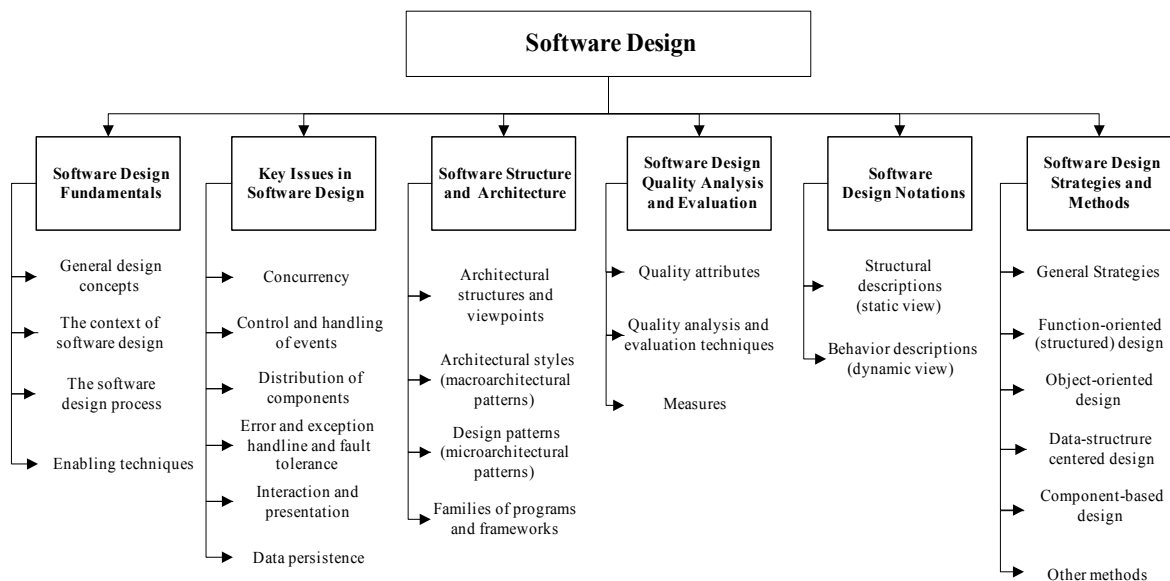 Software Design
Software Design
Fundamentals
General design
concepts
The context of
software design
The software
design process
Enabling techniques
Key Issues in
Software Design
Concurrency
Control and handling
of events
Distribution of
components
Error and exception
handline and fault
tolerance
Interaction and
presentation
Data persistence
Software Structure
and Architecture
Architectural
structures and
viewpoints
Architectural styles
(macroarchitectural
patterns)
Design patterns
(microarchitectural
patterns)
Families of programs
and frameworks
Software Design
Quality Analysis
and Evaluation
Quality attributes
Quality analysis and
evaluation techniques
Measures
Software
Design Notations
Structural
descriptions
(static view)
Behavior descriptions
(dynamic view)
Software Design
Strategies and
Methods
General Strategies
Function-oriented
(structured) design
Object-oriented
design
Data-structrure
centered design
Component-based
design
Other methods